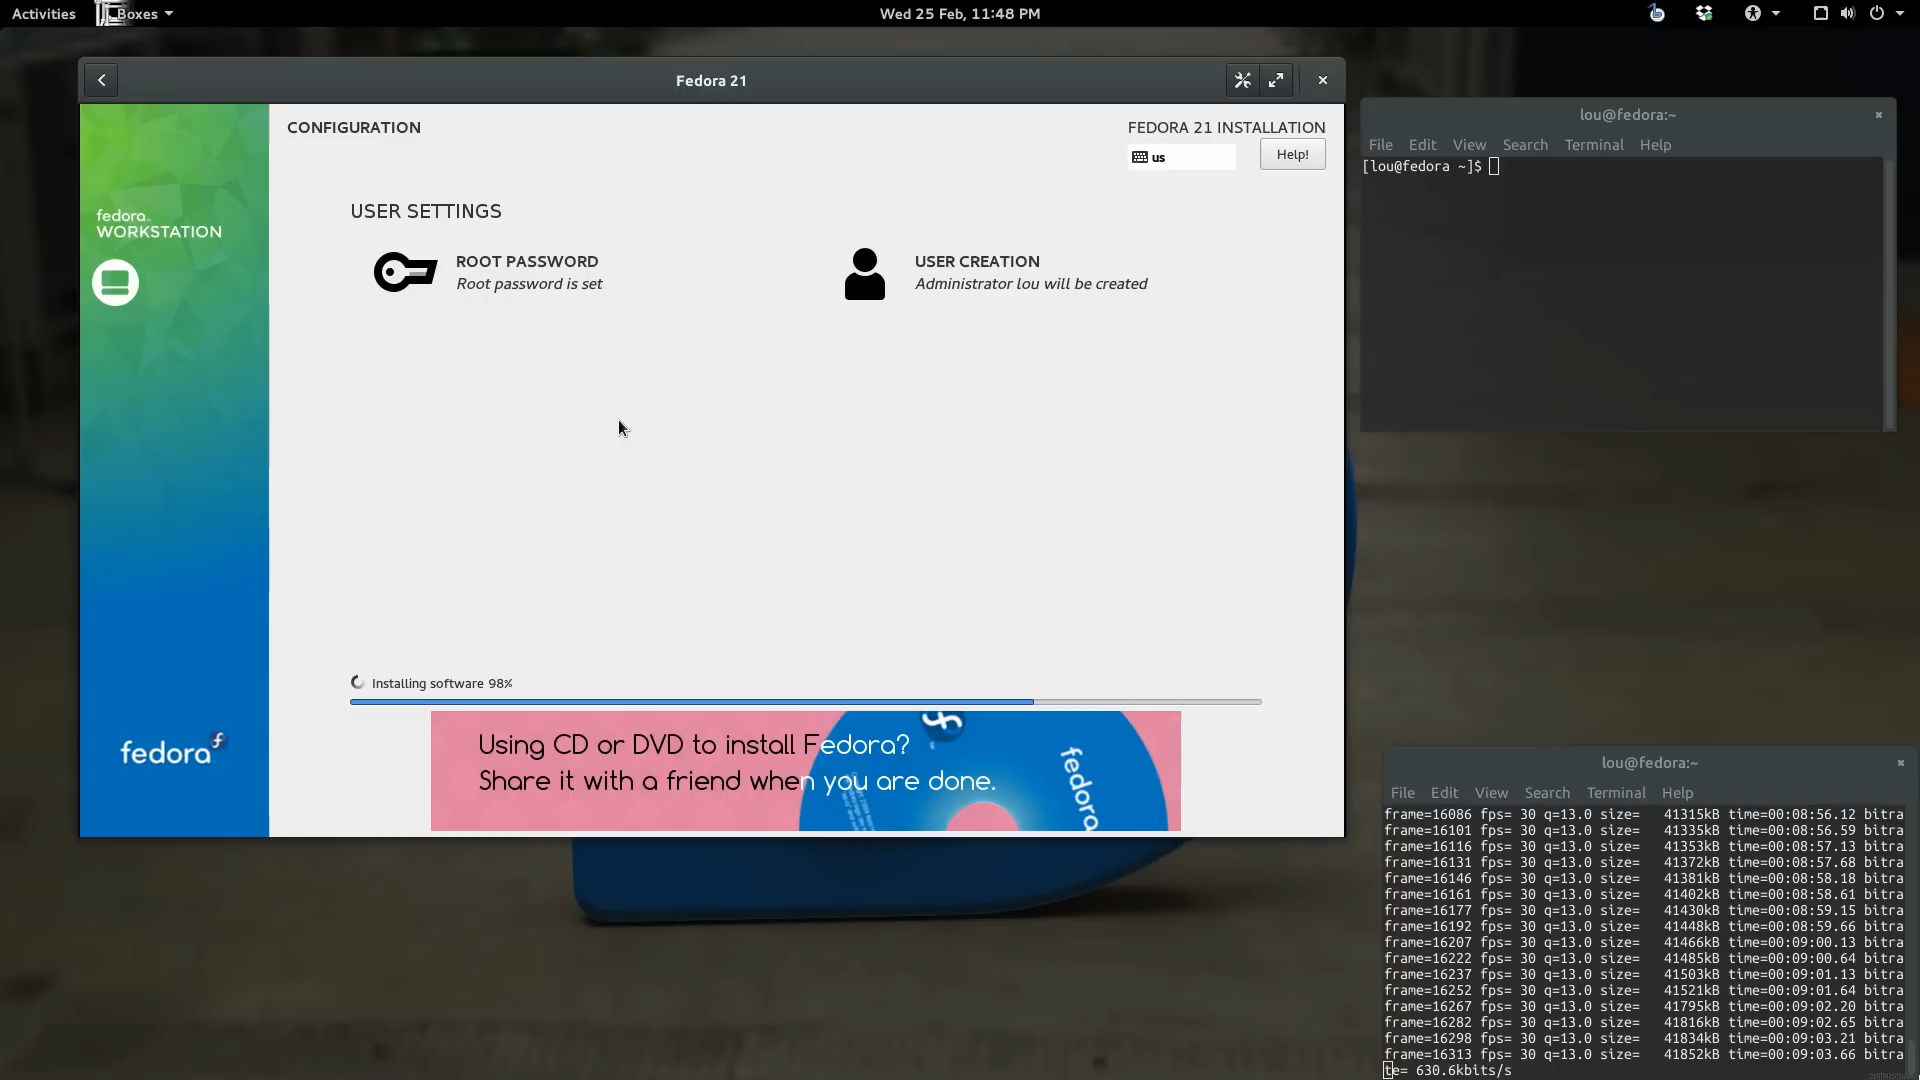 Activities
Boxes
Wed 25 Feb, 11:48 PM
Fedora 21
CONFIGURATION
FEDORA 21 INSTALLATION
us
Help!
fedora
WORKSTATION
USER SETTINGS
ROOT PASSWORD
Root password is set
USER CREATION
Administrator lou will be created
Installing software 98%
Using CD or DVD to install Fedora?
Share it with a friend when you are done.
fedora
fedora
lou@fedora:~
File Edit View Search Terminal Help
[lou@fedora ~]$
lou@fedora:~
File Edit View Search Terminal Help
frame=16086 fps= 30 q=13.0 size=   41315kB time=00:08:56.12 bitra
frame=16101 fps= 30 q=13.0 size=   41335kB time=00:08:56.59 bitra
frame=16116 fps= 30 q=13.0 size=   41353kB time=00:08:57.13 bitra
frame=16131 fps= 30 q=13.0 size=   41372kB time=00:08:57.68 bitra
frame=16146 fps= 30 q=13.0 size=   41381kB time=00:08:58.18 bitra
frame=16161 fps= 30 q=13.0 size=   41402kB time=00:08:58.61 bitra
frame=16177 fps= 30 q=13.0 size=   41430kB time=00:08:59.15 bitra
frame=16192 fps= 30 q=13.0 size=   41448kB time=00:08:59.66 bitra
frame=16207 fps= 30 q=13.0 size=   41466kB time=00:09:00.13 bitra
frame=16222 fps= 30 q=13.0 size=   41485kB time=00:09:00.64 bitra
frame=16237 fps= 30 q=13.0 size=   41503kB time=00:09:01.13 bitra
frame=16252 fps= 30 q=13.0 size=   41521kB time=00:09:01.64 bitra
frame=16267 fps= 30 q=13.0 size=   41795kB time=00:09:02.20 bitra
frame=16282 fps= 30 q=13.0 size=   41816kB time=00:09:02.65 bitra
frame=16298 fps= 30 q=13.0 size=   41834kB time=00:09:03.21 bitra
frame=16313 fps= 30 q=13.0 size=   41852kB time=00:09:03.66 bitra
te= 630.6kbits/s